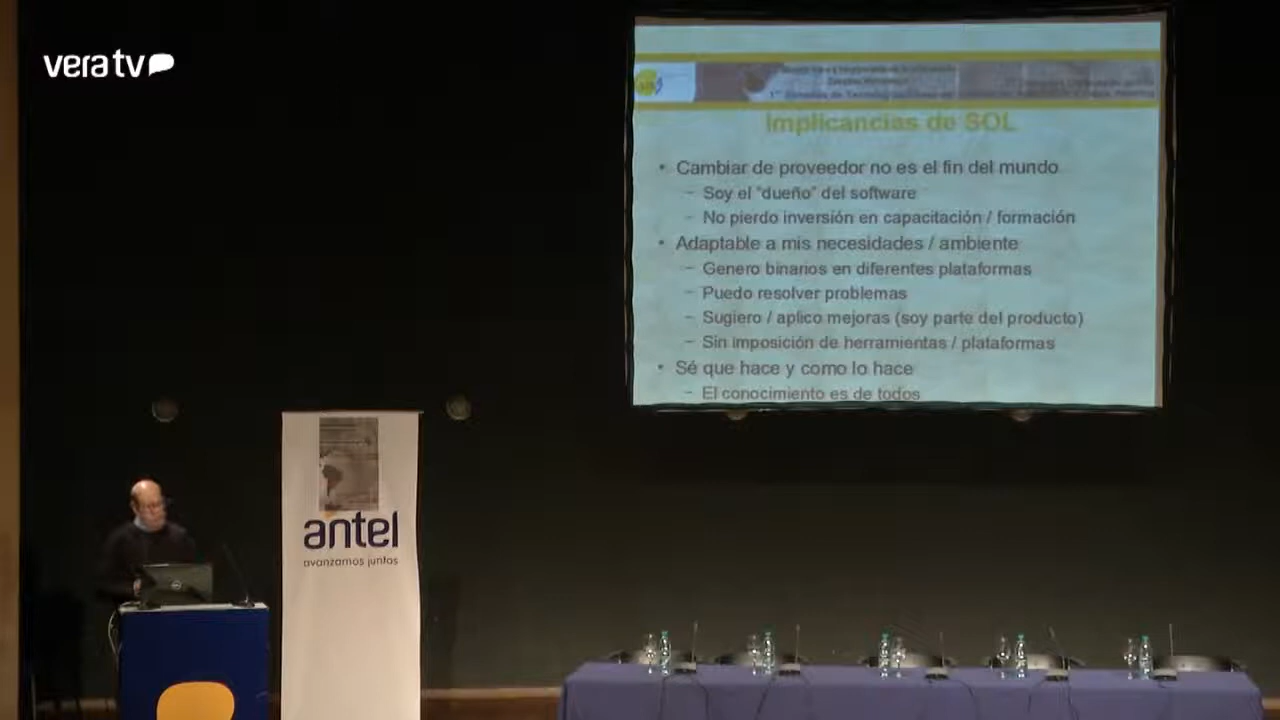 vera tv
Implicancias de SOL
• Cambiar de proveedor no es el fin del mundo
– Soy el "dueño" del software
– No pierdo inversión en capacitación / formación
• Adaptable a mis necesidades / ambiente
– Genero binarios en diferentes plataformas
– Puedo resolver problemas
– Sugiero / aplico mejoras (soy parte del producto)
– Sin imposición de herramientas / plataformas
• Sé que hace y como lo hace
– El conocimiento es de todos
antel
avanzamos juntos